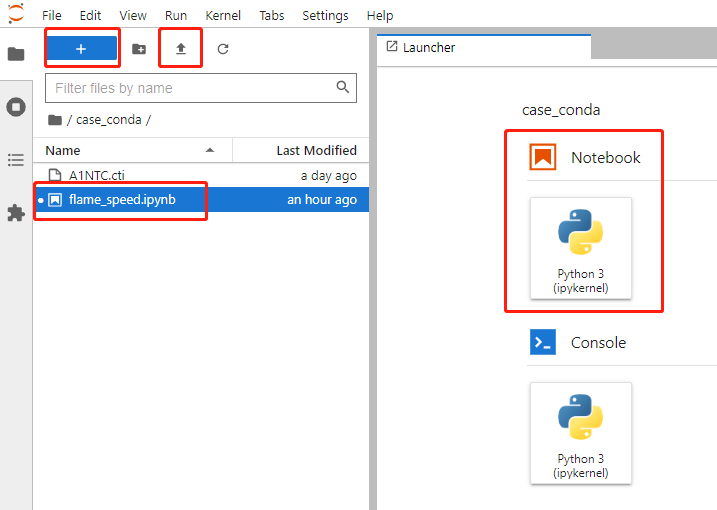 File Edit View Run Kernel Tabs Settings Help
Launcher
Filter files by name
/ case_conda /
Name Last Modified
A1NTC.cti a day ago
flame_speed.ipynb an hour ago
case_conda
Notebook
Python 3
(ipykernel)
Console
Python 3
(ipykernel)